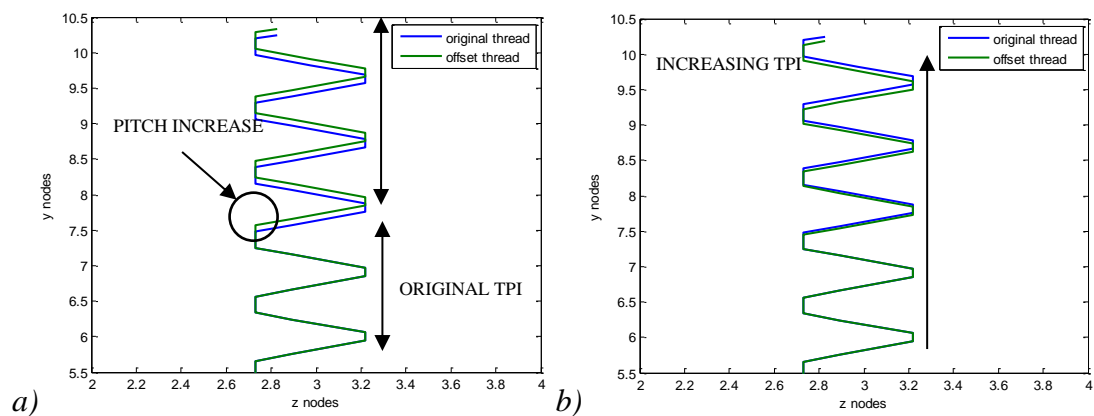 10.5
10
9.5
9
8.5
8
7.5
7
6.5
6
5.5
y nodes
2 2.2 2.4 2.6 2.8 3 3.2 3.4 3.6 3.8 4
z nodes
original thread
offset thread
PITCH INCREASE
ORIGINAL TPI
a)
10.5
10
9.5
9
8.5
8
7.5
7
6.5
6
5.5
y nodes
2 2.2 2.4 2.6 2.8 3 3.2 3.4 3.6 3.8 4
z nodes
original thread
offset thread
INCREASING TPI
b)